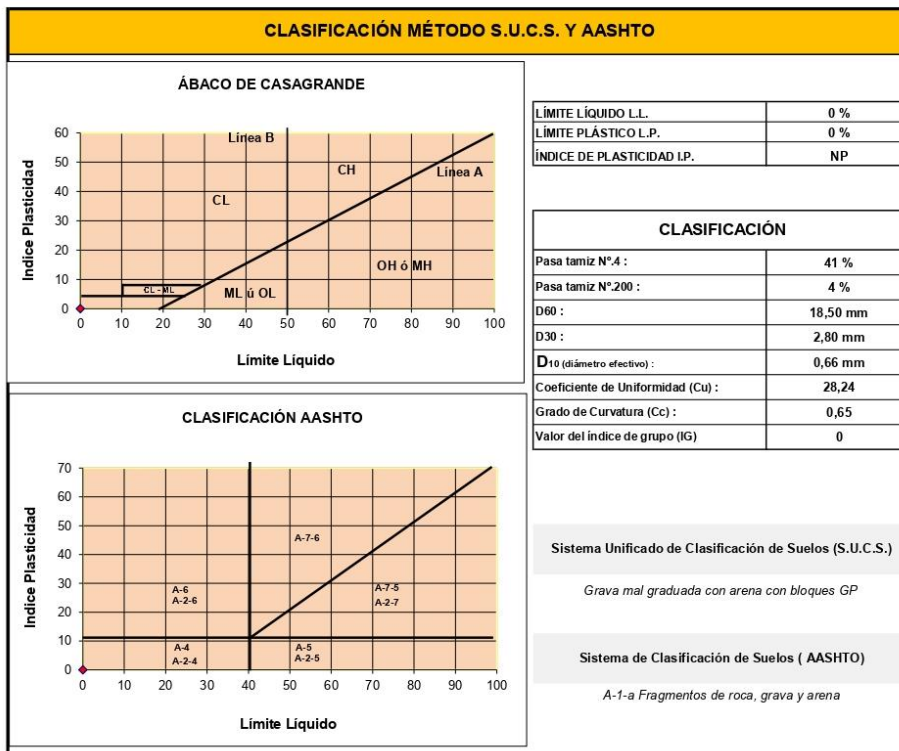 CLASIFICACIÓN MÉTODO S.U.C.S. Y AASHTO
ÁBACO DE CASAGRANDE
Indice Plasticidad
60
50
40
30
20
10
0
Línea B
CH
Línea A
CL
OH ó MH
CL - ML
ML ú OL
0 10 20 30 40 50 60 70 80 90 100
Límite Líquido
CLASIFICACIÓN AASHTO
Indice Plasticidad
70
60
50
40
30
20
10
0
A-7-6
A-6
A-2-6
A-7-5
A-2-7
A-4
A-2-4
A-5
A-2-5
0 10 20 30 40 50 60 70 80 90 100
Límite Líquido
LÍMITE LÍQUIDO L.L. 0 %
LÍMITE PLÁSTICO L.P. 0 %
ÍNDICE DE PLASTICIDAD I.P. NP
CLASIFICACIÓN
Pasa tamiz Nº.4 : 41 %
Pasa tamiz Nº.200 : 4 %
D60 : 18,50 mm
D30 : 2,80 mm
D10 (diámetro efectivo) : 0,66 mm
Coeficiente de Uniformidad (Cu) : 28,24
Grado de Curvatura (Cc) : 0,65
Valor del índice de grupo (IG) 0
Sistema Unificado de Clasificación de Suelos (S.U.C.S.)
Grava mal graduada con arena con bloques GP
Sistema de Clasificación de Suelos ( AASHTO)
A-1-a Fragmentos de roca, grava y arena